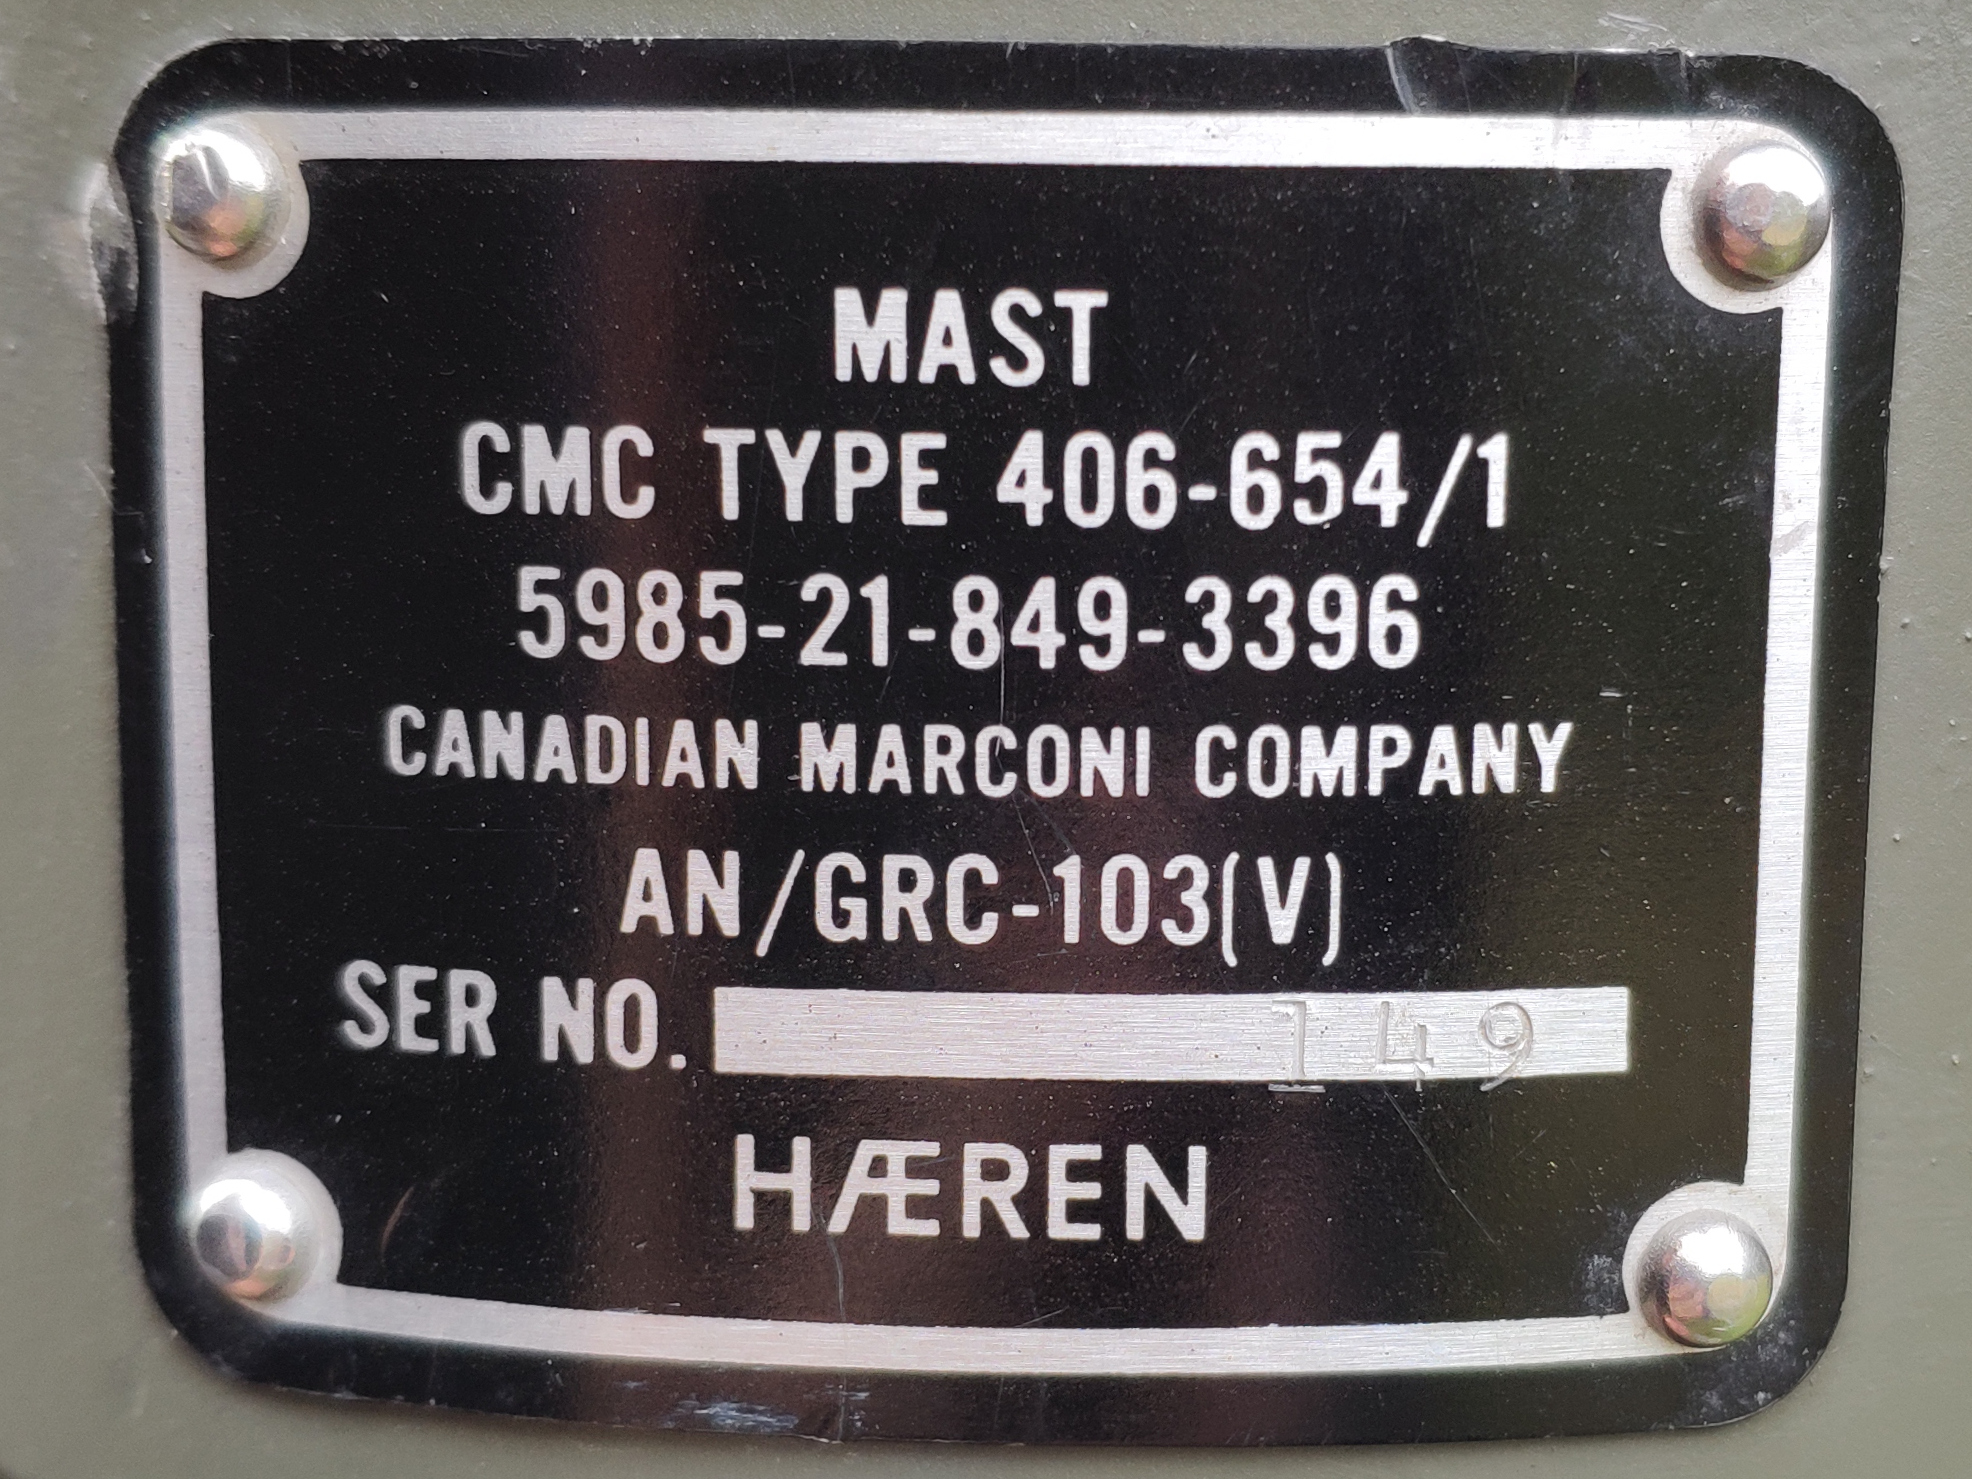 MAST
CMC TYPE 406-654/1
5985-21-849-3396
CANADIAN MARCONI COMPANY
AN/GRC-103(V)
SER NO. 149
HÆREN